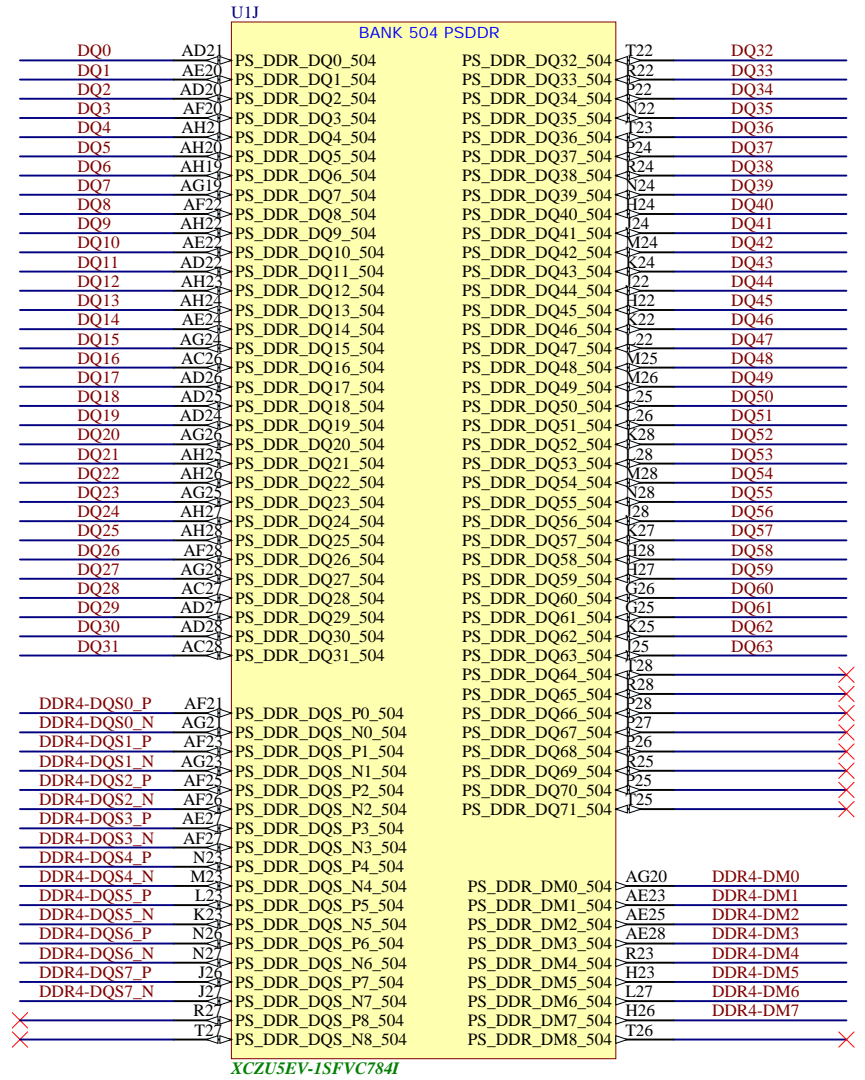 U1J
BANK 504 PSDDR
DQ0 AD21 PS_DDR_DQ0_504 PS_DDR_DQ32_504 T22 DQ32
DQ1 AE20 PS_DDR_DQ1_504 PS_DDR_DQ33_504 R22 DQ33
DQ2 AD20 PS_DDR_DQ2_504 PS_DDR_DQ34_504 P22 DQ34
DQ3 AF20 PS_DDR_DQ3_504 PS_DDR_DQ35_504 N22 DQ35
DQ4 AH21 PS_DDR_DQ4_504 PS_DDR_DQ36_504 T23 DQ36
DQ5 AH20 PS_DDR_DQ5_504 PS_DDR_DQ37_504 P24 DQ37
DQ6 AH19 PS_DDR_DQ6_504 PS_DDR_DQ38_504 R24 DQ38
DQ7 AG19 PS_DDR_DQ7_504 PS_DDR_DQ39_504 N24 DQ39
DQ8 AF22 PS_DDR_DQ8_504 PS_DDR_DQ40_504 H24 DQ40
DQ9 AH22 PS_DDR_DQ9_504 PS_DDR_DQ41_504 J24 DQ41
DQ10 AE22 PS_DDR_DQ10_504 PS_DDR_DQ42_504 M24 DQ42
DQ11 AD22 PS_DDR_DQ11_504 PS_DDR_DQ43_504 K24 DQ43
DQ12 AH23 PS_DDR_DQ12_504 PS_DDR_DQ44_504 J22 DQ44
DQ13 AH24 PS_DDR_DQ13_504 PS_DDR_DQ45_504 H22 DQ45
DQ14 AE24 PS_DDR_DQ14_504 PS_DDR_DQ46_504 K22 DQ46
DQ15 AG24 PS_DDR_DQ15_504 PS_DDR_DQ47_504 L22 DQ47
DQ16 AC26 PS_DDR_DQ16_504 PS_DDR_DQ48_504 M25 DQ48
DQ17 AD26 PS_DDR_DQ17_504 PS_DDR_DQ49_504 M26 DQ49
DQ18 AD25 PS_DDR_DQ18_504 PS_DDR_DQ50_504 L25 DQ50
DQ19 AD24 PS_DDR_DQ19_504 PS_DDR_DQ51_504 L26 DQ51
DQ20 AG26 PS_DDR_DQ20_504 PS_DDR_DQ52_504 K28 DQ52
DQ21 AH25 PS_DDR_DQ21_504 PS_DDR_DQ53_504 L28 DQ53
DQ22 AH26 PS_DDR_DQ22_504 PS_DDR_DQ54_504 M28 DQ54
DQ23 AG25 PS_DDR_DQ23_504 PS_DDR_DQ55_504 N28 DQ55
DQ24 AH27 PS_DDR_DQ24_504 PS_DDR_DQ56_504 J28 DQ56
DQ25 AH28 PS_DDR_DQ25_504 PS_DDR_DQ57_504 K27 DQ57
DQ26 AF28 PS_DDR_DQ26_504 PS_DDR_DQ58_504 H28 DQ58
DQ27 AG28 PS_DDR_DQ27_504 PS_DDR_DQ59_504 H27 DQ59
DQ28 AC27 PS_DDR_DQ28_504 PS_DDR_DQ60_504 G26 DQ60
DQ29 AD27 PS_DDR_DQ29_504 PS_DDR_DQ61_504 G25 DQ61
DQ30 AD28 PS_DDR_DQ30_504 PS_DDR_DQ62_504 K25 DQ62
DQ31 AC28 PS_DDR_DQ31_504 PS_DDR_DQ63_504 J25 DQ63
PS_DDR_DQ64_504 T28
PS_DDR_DQ65_504 R28
DDR4-DQS0_P AF21 PS_DDR_DQS_P0_504 PS_DDR_DQ66_504 P28
DDR4-DQS0_N AG21 PS_DDR_DQS_N0_504 PS_DDR_DQ67_504 P27
DDR4-DQS1_P AF23 PS_DDR_DQS_P1_504 PS_DDR_DQ68_504 P26
DDR4-DQS1_N AG23 PS_DDR_DQS_N1_504 PS_DDR_DQ69_504 R25
DDR4-DQS2_P AF25 PS_DDR_DQS_P2_504 PS_DDR_DQ70_504 P25
DDR4-DQS2_N AF26 PS_DDR_DQS_N2_504 PS_DDR_DQ71_504 T25
DDR4-DQS3_P AE27 PS_DDR_DQS_P3_504
DDR4-DQS3_N AF27 PS_DDR_DQS_N3_504
DDR4-DQS4_P N23 PS_DDR_DQS_P4_504
DDR4-DQS4_N M23 PS_DDR_DQS_N4_504 PS_DDR_DM0_504 AG20 DDR4-DM0
DDR4-DQS5_P L23 PS_DDR_DQS_P5_504 PS_DDR_DM1_504 AE23 DDR4-DM1
DDR4-DQS5_N K23 PS_DDR_DQS_N5_504 PS_DDR_DM2_504 AE25 DDR4-DM2
DDR4-DQS6_P N26 PS_DDR_DQS_P6_504 PS_DDR_DM3_504 AE28 DDR4-DM3
DDR4-DQS6_N N27 PS_DDR_DQS_N6_504 PS_DDR_DM4_504 R23 DDR4-DM4
DDR4-DQS7_P J26 PS_DDR_DQS_P7_504 PS_DDR_DM5_504 H23 DDR4-DM5
DDR4-DQS7_N J27 PS_DDR_DQS_N7_504 PS_DDR_DM6_504 L27 DDR4-DM6
R27 PS_DDR_DQS_P8_504 PS_DDR_DM7_504 H26 DDR4-DM7
T27 PS_DDR_DQS_N8_504 PS_DDR_DM8_504 T26
XCZU5EV-1SFVC784I